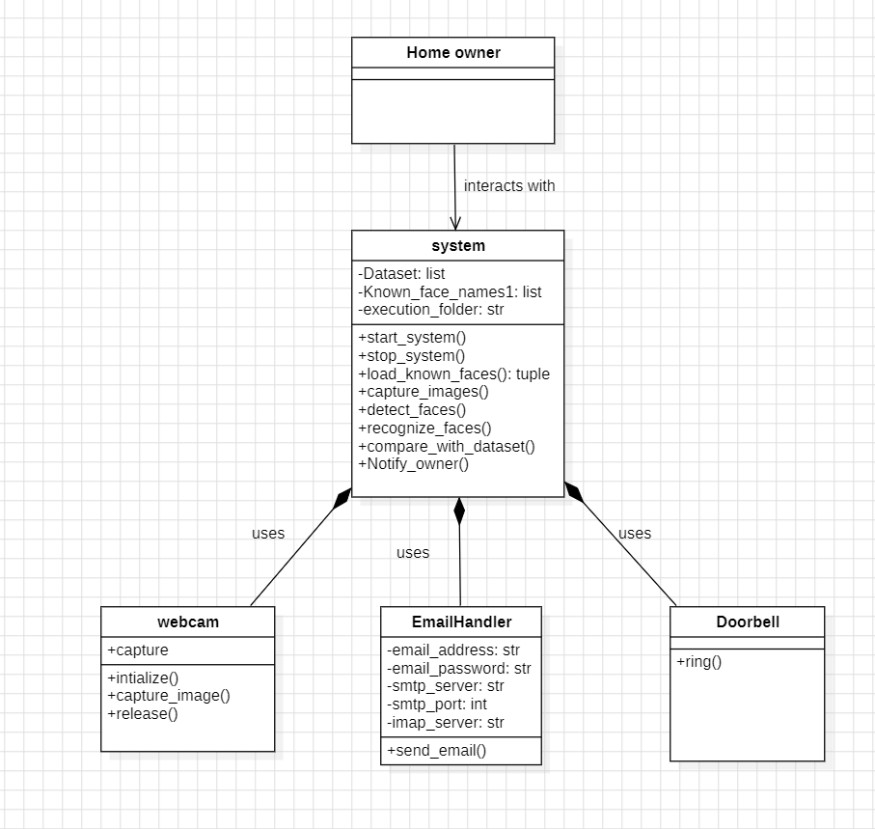 Home owner
interacts with
system
-Dataset: list
-Known_face_names1: list
-execution_folder: str
+start_system()
+stop_system()
+load_known_faces(): tuple
+capture_images()
+detect_faces()
+recognize_faces()
+compare_with_dataset()
+Notify_owner()
uses
uses
uses
webcam
+capture
+intialize()
+capture_image()
+release()
EmailHandler
-email_address: str
-email_password: str
-smtp_server: str
-smtp_port: int
-imap_server: str
+send_email()
Doorbell
+ring()